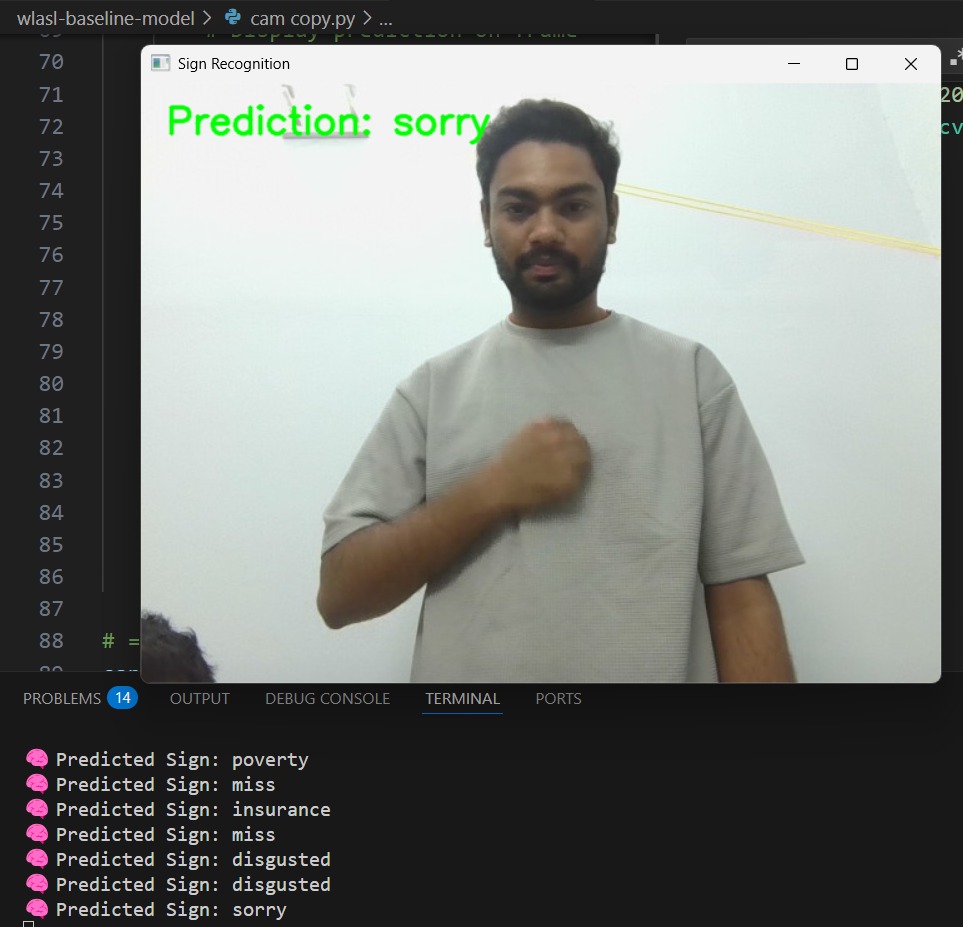 wlasl-baseline-model > cam copy.py > ...
# Display prediction on frame
70
Sign Recognition
71
20
72
cv
Prediction: sorry
73
74
75
76
77
78
79
80
81
82
83
84
85
86
87
88 # =
PROBLEMS 14 OUTPUT DEBUG CONSOLE TERMINAL PORTS
Predicted Sign: poverty
Predicted Sign: miss
Predicted Sign: insurance
Predicted Sign: miss
Predicted Sign: disgusted
Predicted Sign: disgusted
Predicted Sign: sorry